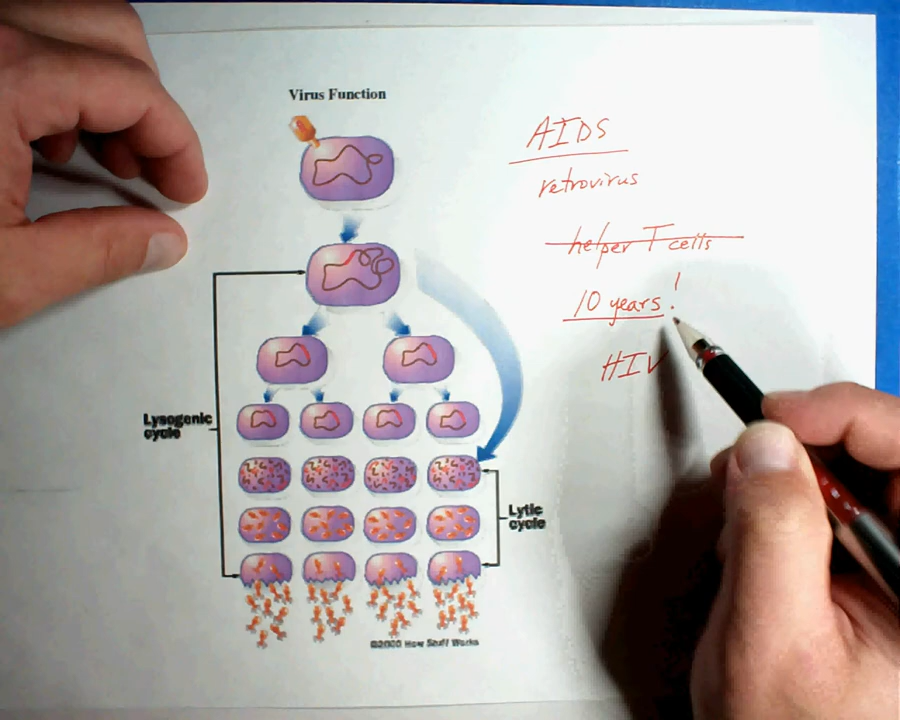 Virus Function
AIDS
retrovirus
helper T cells
10 years!
HIV
Lysogenic
cycle
Lytic
cycle
©2000 How Stuff Works